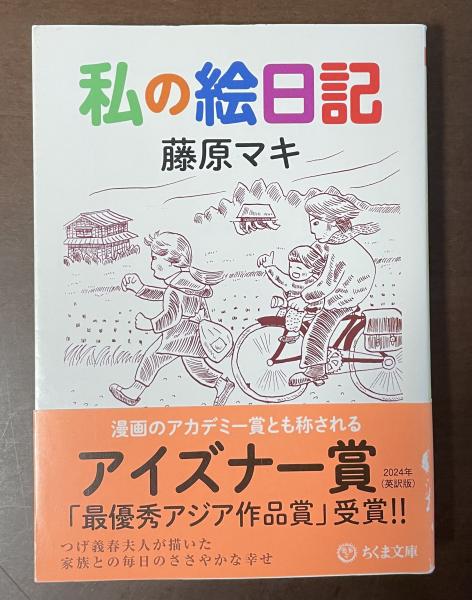 私の絵日記
藤原マキ
漫画のアカデミー賞とも称される
アイズナー賞
2024年
(英訳版)
「最優秀アジア作品賞」受賞!!
つげ義春夫人が描いた
家族との毎日のささやかな幸せ
ちくま文庫